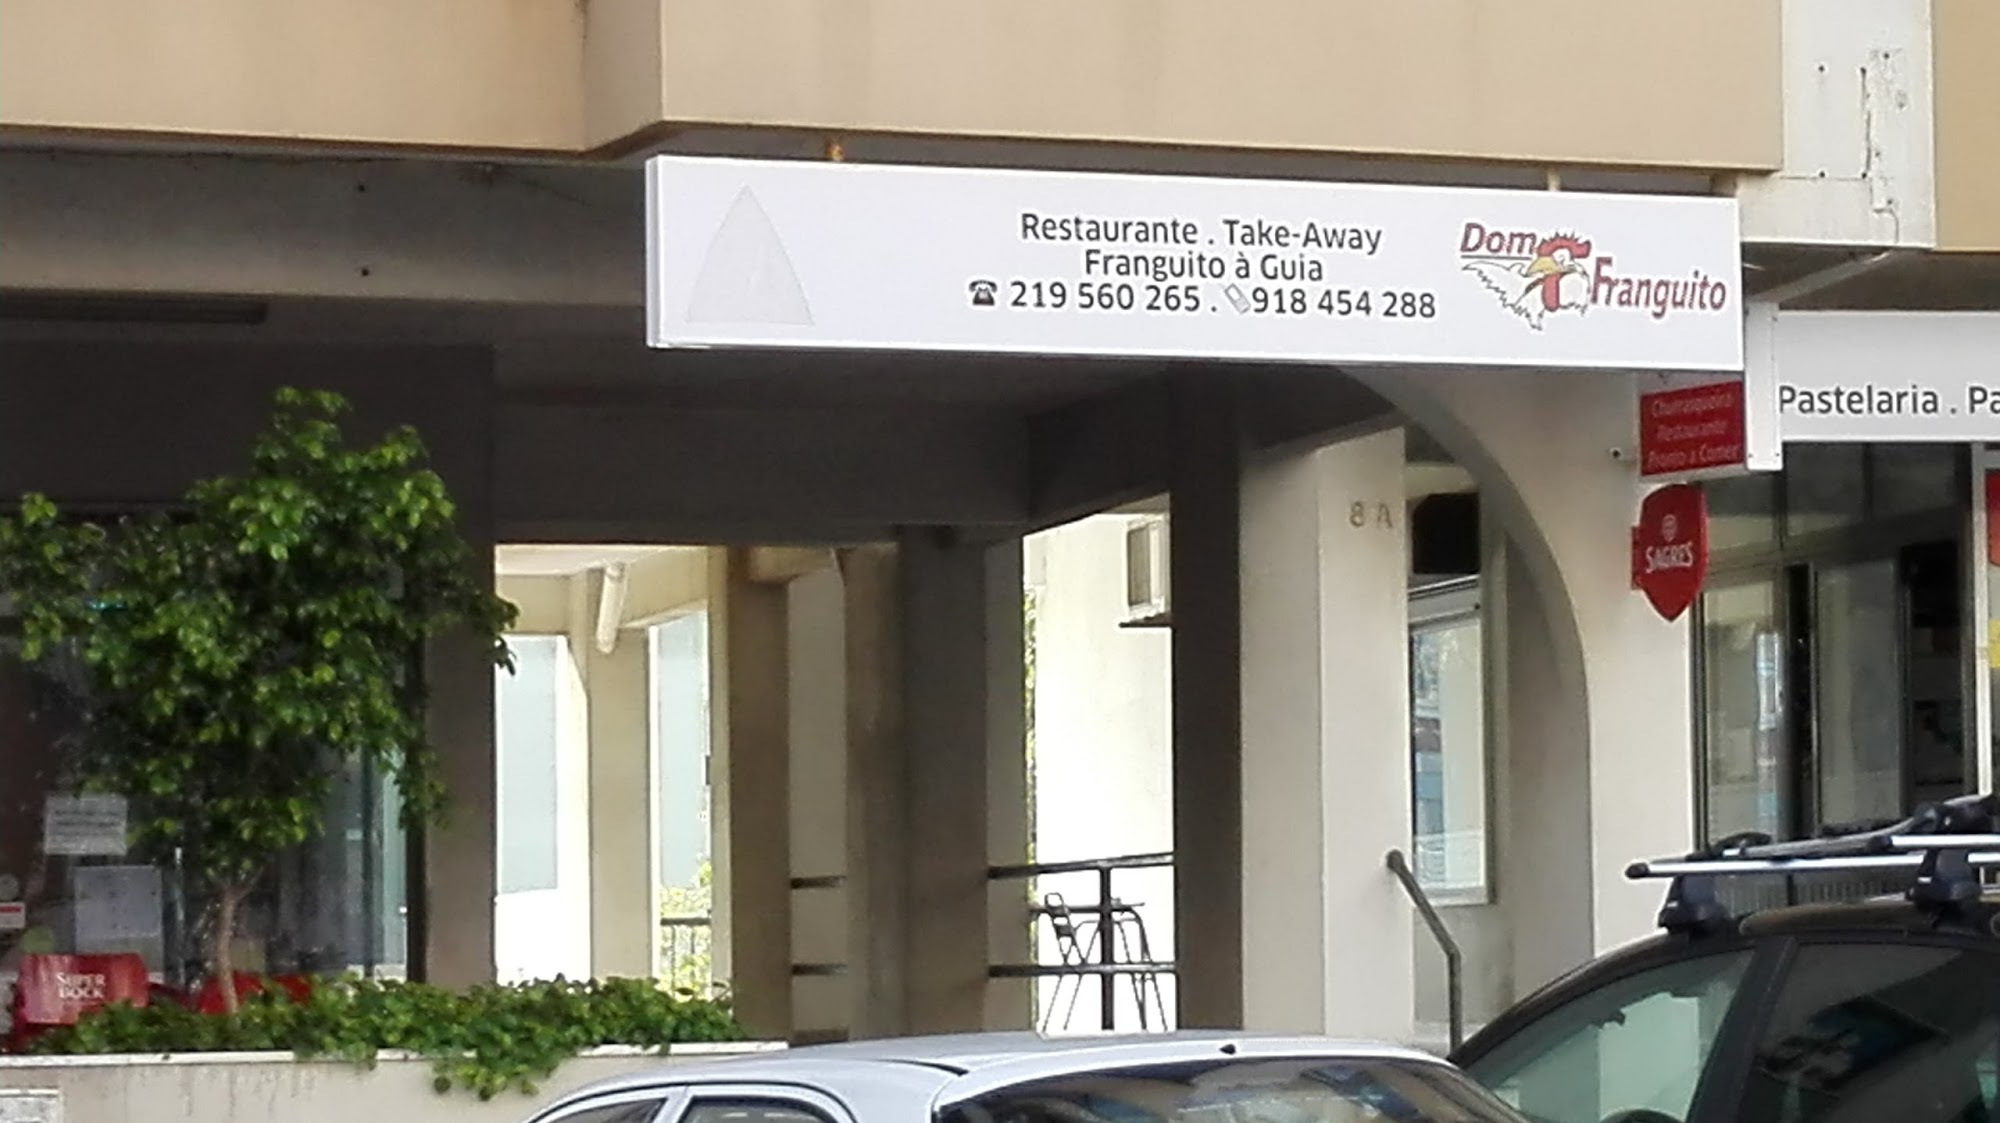 Restaurante . Take-Away
Franguito à Guia
219 560 265 . 918 454 288
Dom
Franguito
Churrasqueira
Restaurante
Pronto a Comer
Pastelaria . Pa
SAGRES
8 A
SUPER
BOCK